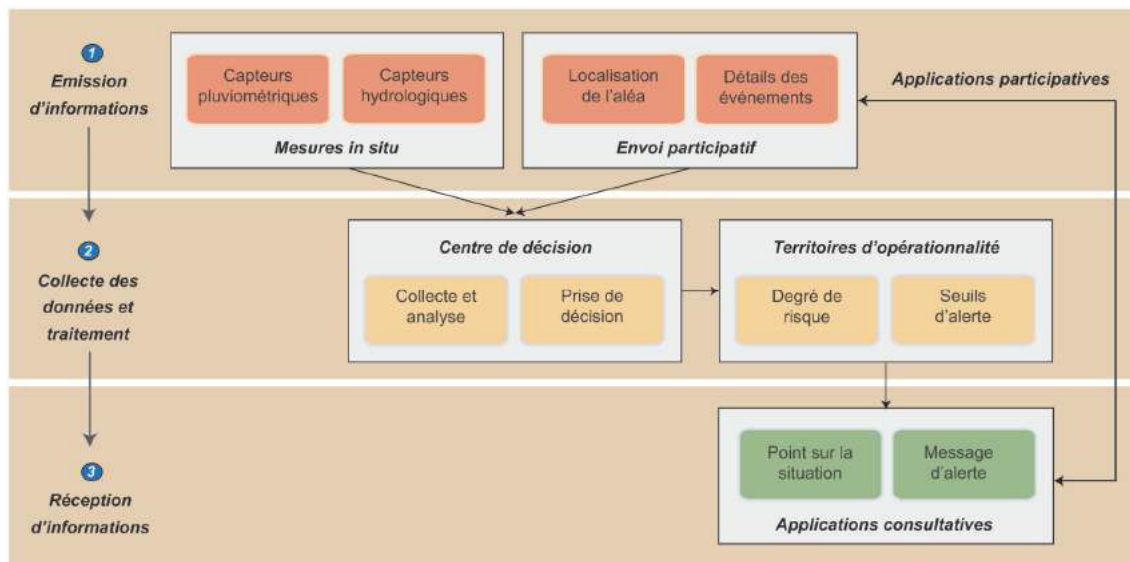 1
Emission
d'informations
Capteurs
pluviométriques
Capteurs
hydrologiques
Mesures in situ
Localisation
de l'aléa
Détails des
événements
Envoi participatif
Applications participatives
2
Collecte des
données et
traitement
Centre de décision
Collecte et
analyse
Prise de
décision
Territoires d'opérationnalité
Degré de
risque
Seuils
d'alerte
3
Réception
d'informations
Point sur la
situation
Message
d'alerte
Applications consultatives